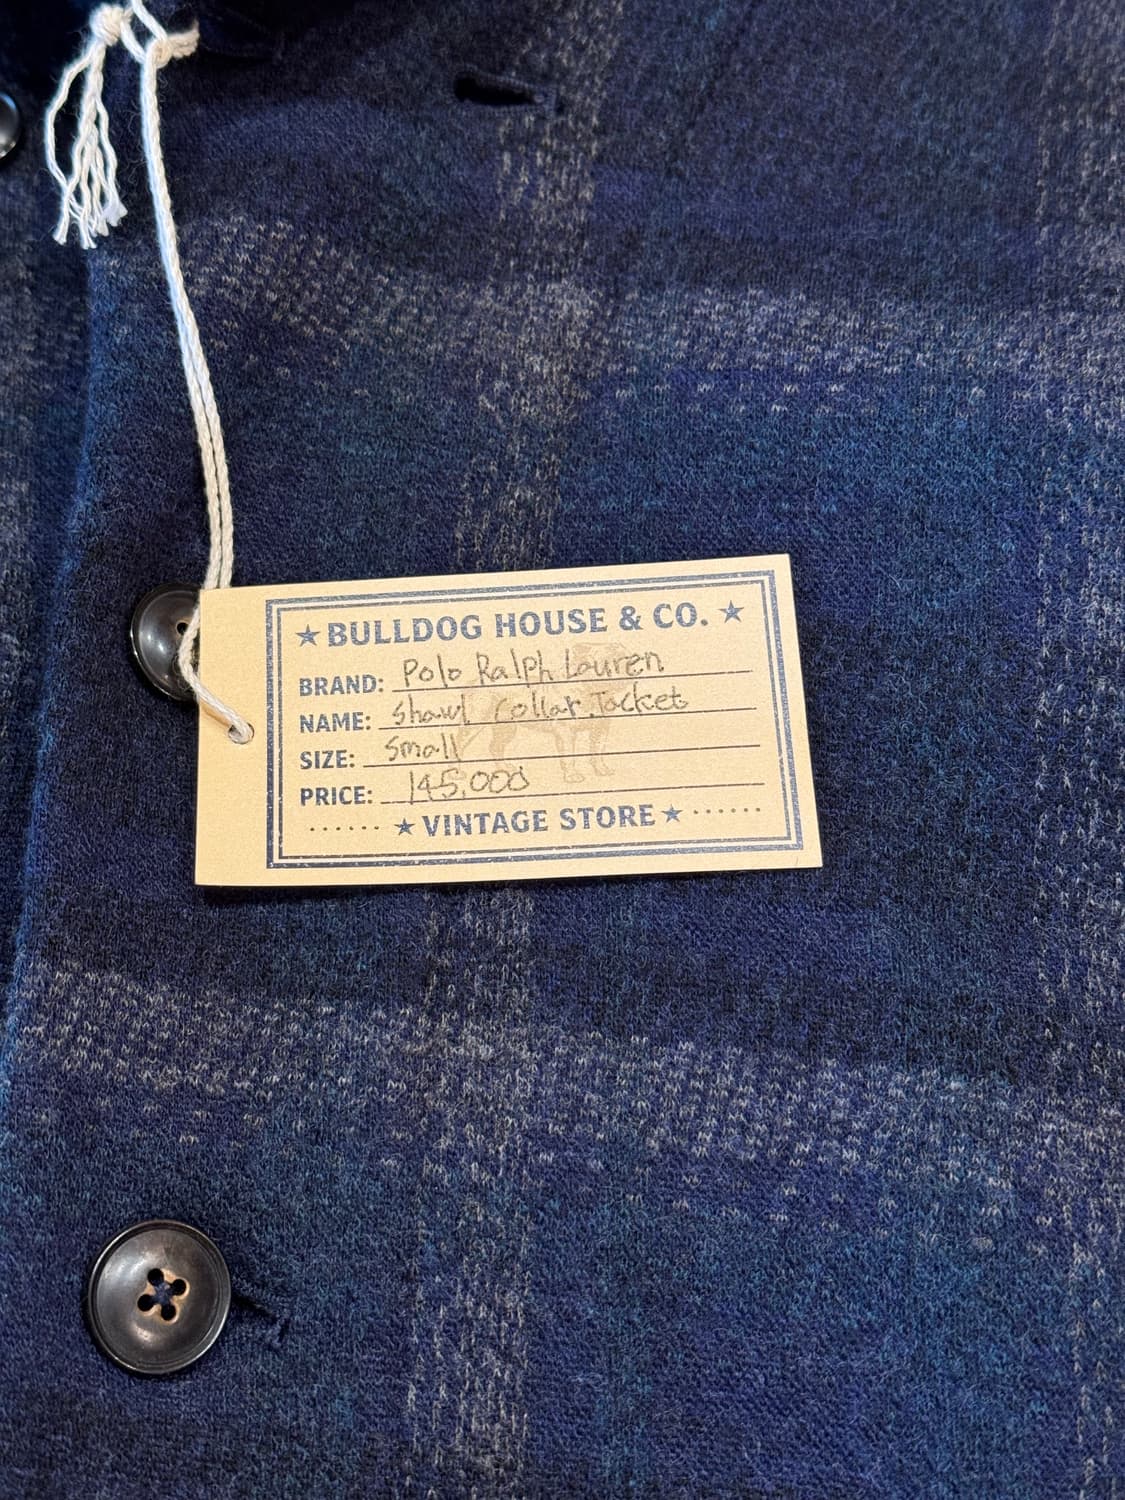 ★ BULLDOG HOUSE & CO. ★
BRAND: Polo Ralph Lauren
NAME: Shawl Collar Jacket
SIZE: Small
PRICE: 145,000
...... ★ VINTAGE STORE ★ ......